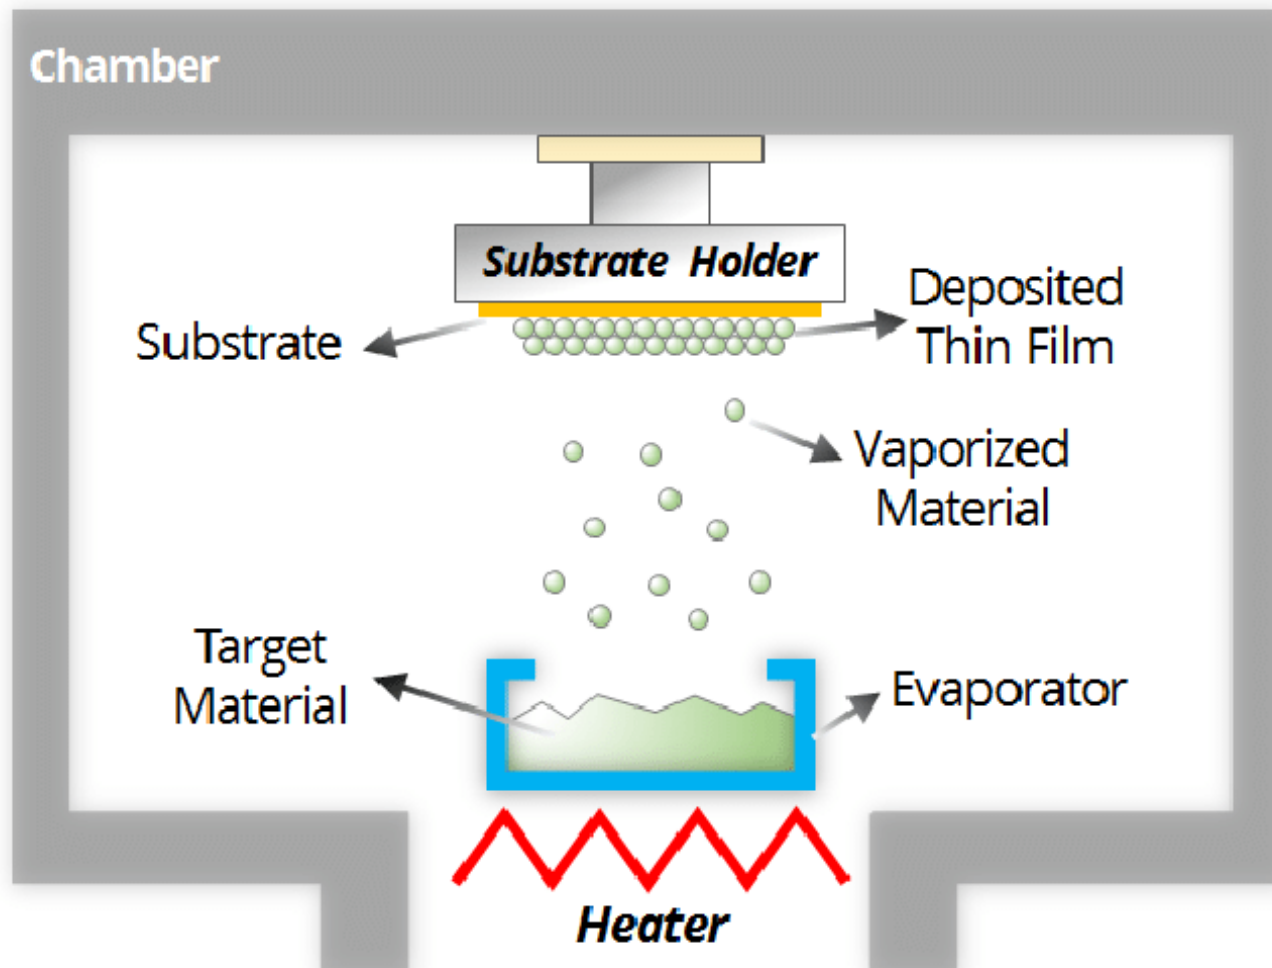 Chamber
Substrate Holder
Deposited
Thin Film
Substrate
Vaporized
Material
Target
Material
Evaporator
Heater